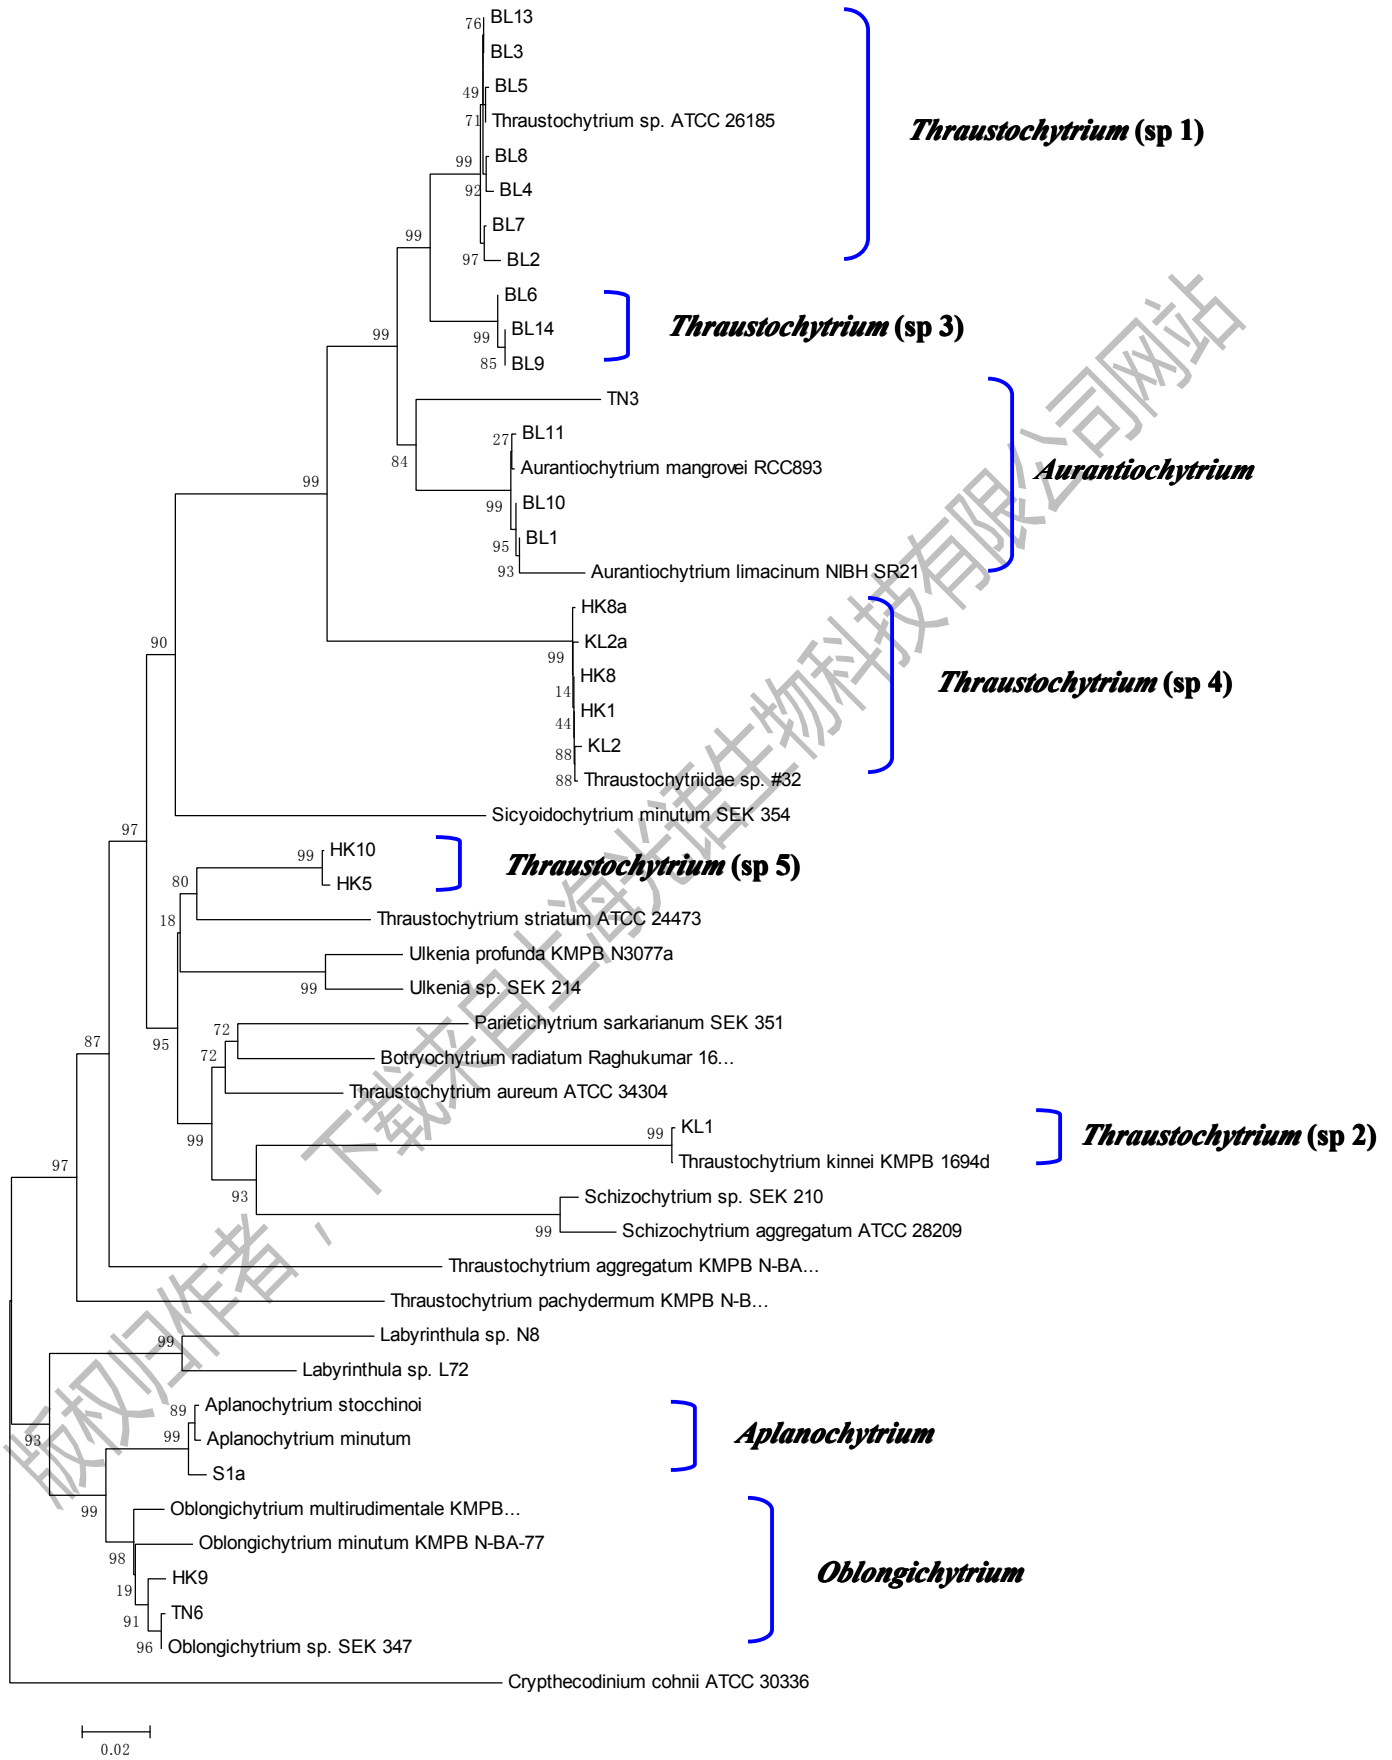 76
BL13
BL3
BL5
49
71
Thraustochytrium sp. ATCC 26185
Thraustochytrium (sp 1)
BL8
99
92
BL4
BL7
99
97
BL2
BL6
BL14
99
Thraustochytrium (sp 3)
99
85
BL9
TN3
BL11
27
84
Aurantiochytrium mangrovei RCC893
Aurantiochytrium
99
BL10
99
BL1
95
93
Aurantiochytrium limacinum NIBH SR21
HK8a
KL2a
90
99
HK8
14
Thraustochytrium (sp 4)
HK1
44
KL2
88
88
Thraustochytriidae sp. #32
Sicyoidochytrium minutum SEK 354
97
HK10
99
Thraustochytrium (sp 5)
80
HK5
18
Thraustochytrium striatum ATCC 24473
Ulkenia profunda KMPB N3077a
99
Ulkenia sp. SEK 214
Parietichytrium sarkarianum SEK 351
72
87
95
72
Botryochytrium radiatum Raghukumar 16...
Thraustochytrium aureum ATCC 34304
KL1
99
99
Thraustochytrium (sp 2)
97
Thraustochytrium kinnei KMPB 1694d
93
Schizochytrium sp. SEK 210
99
Schizochytrium aggregatum ATCC 28209
Thraustochytrium aggregatum KMPB N-BA...
Thraustochytrium pachydermum KMPB N-B...
99
Labyrinthula sp. N8
Labyrinthula sp. L72
89
Aplanochytrium stocchinoi
93
99
Aplanochytrium minutum
Aplanochytrium
S1a
99
Oblongichytrium multirudimentale KMPB...
Oblongichytrium minutum KMPB N-BA-77
98
HK9
Oblongichytrium
19
TN6
91
96
Oblongichytrium sp. SEK 347
Crypthecodinium cohnii ATCC 30336
0.02
版权归作者，下载来自上海光语生物科技有限公司网站